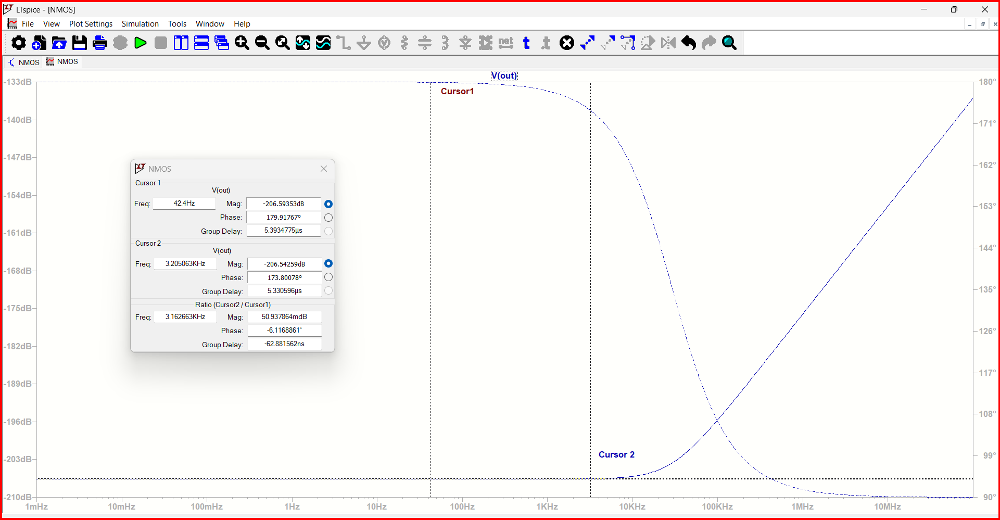 LTspice - [NMOS]
File View Plot Settings Simulation Tools Window Help
net t .t
NMOS NMOS
V(out)
-133dB 180°
Cursor1
-140dB 171°
-147dB 162°
-154dB 153°
-161dB 144°
-168dB 135°
-175dB 126°
-182dB 117°
-189dB 108°
-196dB 99°
-203dB 90°
-210dB
Cursor 2
1mHz 10mHz 100mHz 1Hz 10Hz 100Hz 1KHz 10KHz 100KHz 1MHz 10MHz
NMOS
Cursor 1
V(out)
Freq: 42.4Hz Mag: -206.59353dB
Phase: 179.91767°
Group Delay: 5.3934775µs
Cursor 2
V(out)
Freq: 3.205063KHz Mag: -206.54259dB
Phase: 173.80078°
Group Delay: 5.330596µs
Ratio (Cursor2 / Cursor1)
Freq: 3.162663KHz Mag: 50.937864mdB
Phase: -6.1168861°
Group Delay: -62.881562ns